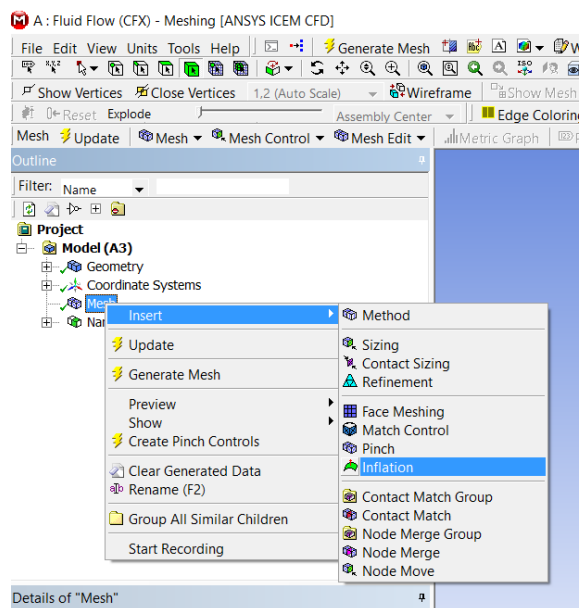 A : Fluid Flow (CFX) - Meshing [ANSYS ICEM CFD]
File Edit View Units Tools Help Generate Mesh
Show Vertices Close Vertices 1,2 (Auto Scale) Wireframe Show Mesh
Reset Explode Assembly Center Edge Coloring
Mesh Update Mesh Mesh Control Mesh Edit Metric Graph
Outline
Filter: Name
Project
Model (A3)
Geometry
Coordinate Systems
Mesh
Insert
Update
Generate Mesh
Preview
Show
Create Pinch Controls
Clear Generated Data
Rename (F2)
Group All Similar Children
Start Recording
Method
Sizing
Contact Sizing
Refinement
Face Meshing
Match Control
Pinch
Inflation
Contact Match Group
Contact Match
Node Merge Group
Node Merge
Node Move
Details of "Mesh"